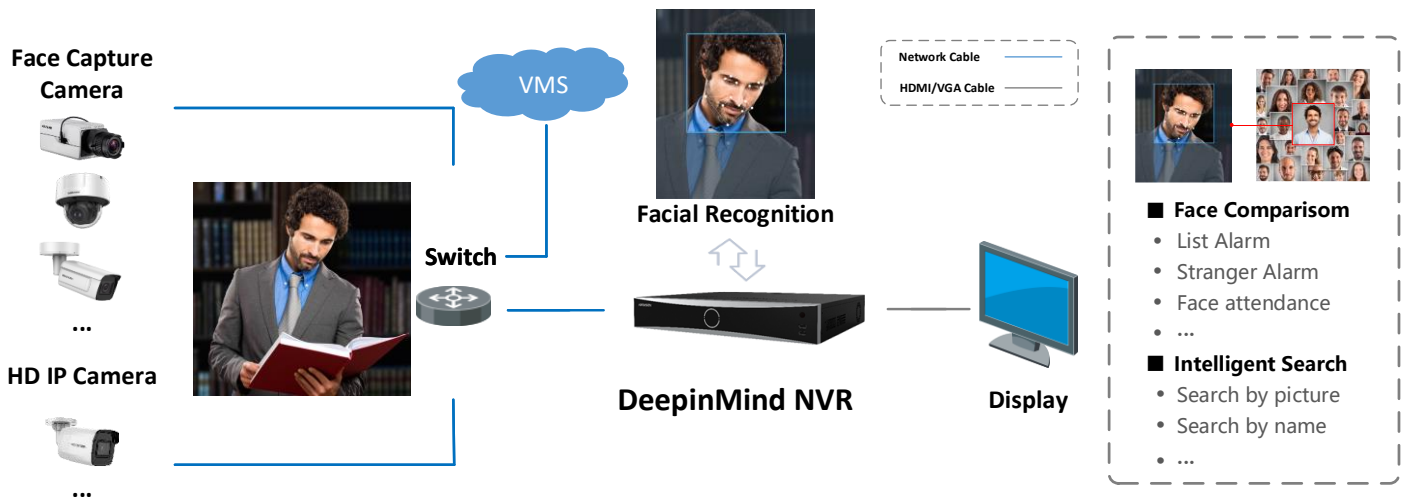 Face Capture
Camera
...
HD IP Camera
...
VMS
Switch
Facial Recognition
DeepinMind NVR
Display
Network Cable
HDMI/VGA Cable
■ Face Comparisom
• List Alarm
• Stranger Alarm
• Face attendance
• ...
■ Intelligent Search
• Search by picture
• Search by name
• ...